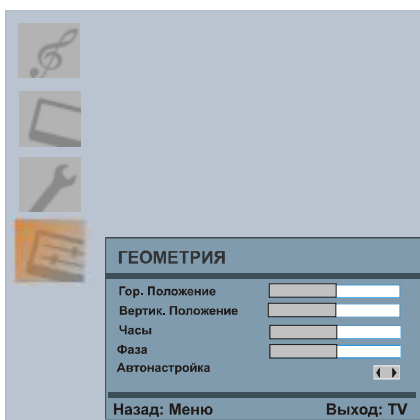 ГЕОМЕТРИЯ
Гор. Положение
Вертик. Положение
Часы
Фаза
Автонастройка
Назад: Меню Выход: TV